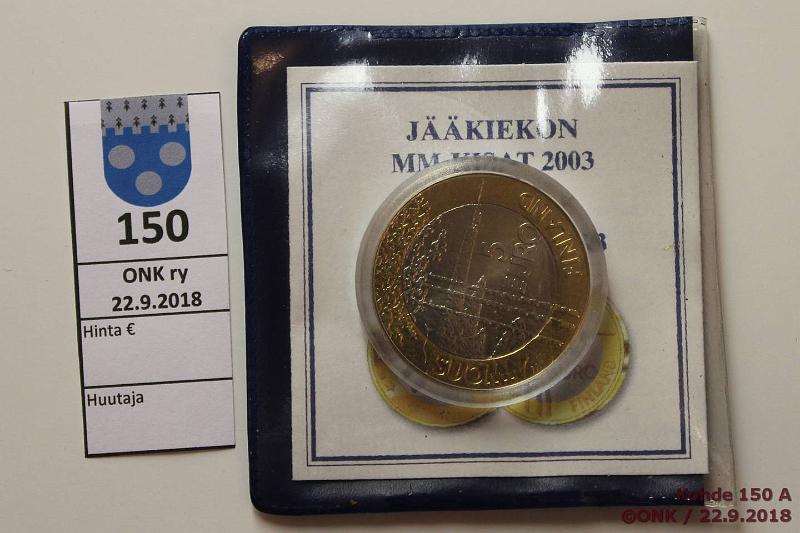 150
ONK ry
22.9.2018
Hinta €
Huutaja
JÄÄKIEKON
MM-KISAT 2003
5
EURO
FINLAND
SUOMI
FINLAND
Kohde 150 A
©ONK / 22.9.2018